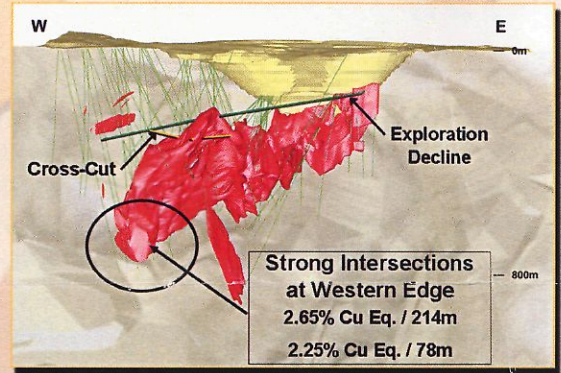 W
E
0m
Exploration
Decline
Cross-Cut
800m
Strong Intersections
at Western Edge
2.65% Cu Eq. / 214m
2.25% Cu Eq. / 78m